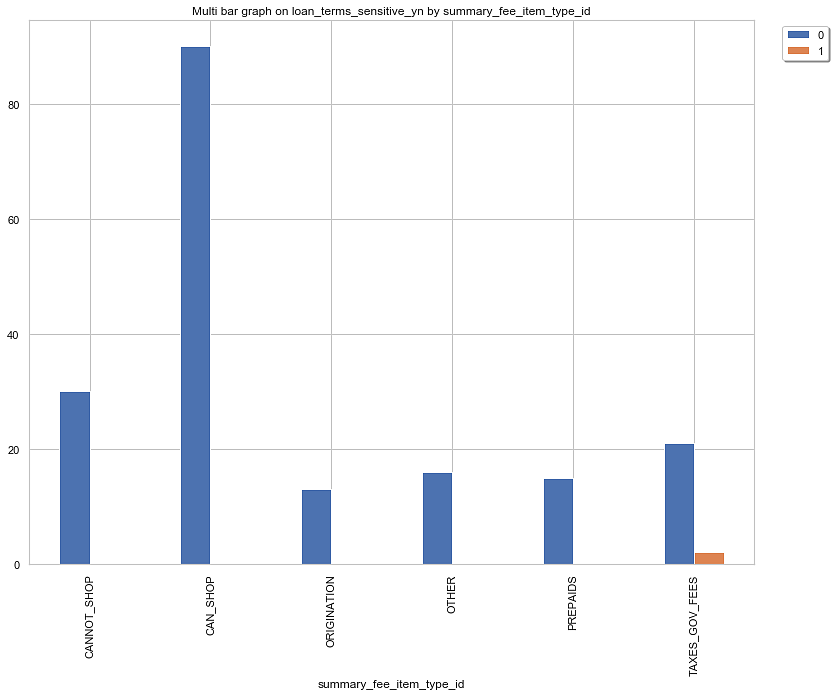 Multi bar graph on loan_terms_sensitive_yn by summary_fee_item_type_id
0
1
80
60
40
20
0
CANNOT_SHOP
CAN_SHOP
ORIGINATION
OTHER
PREPAIDS
TAXES_GOV_FEES
summary_fee_item_type_id